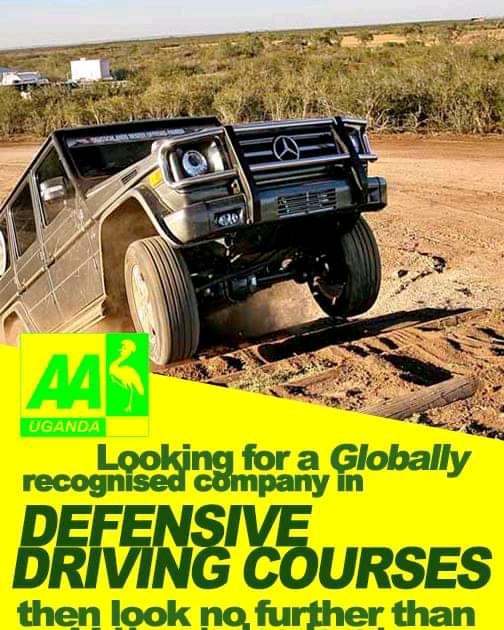 AA
UGANDA
Looking for a Globally
recognised company in
DEFENSIVE
DRIVING COURSES
then look no further than